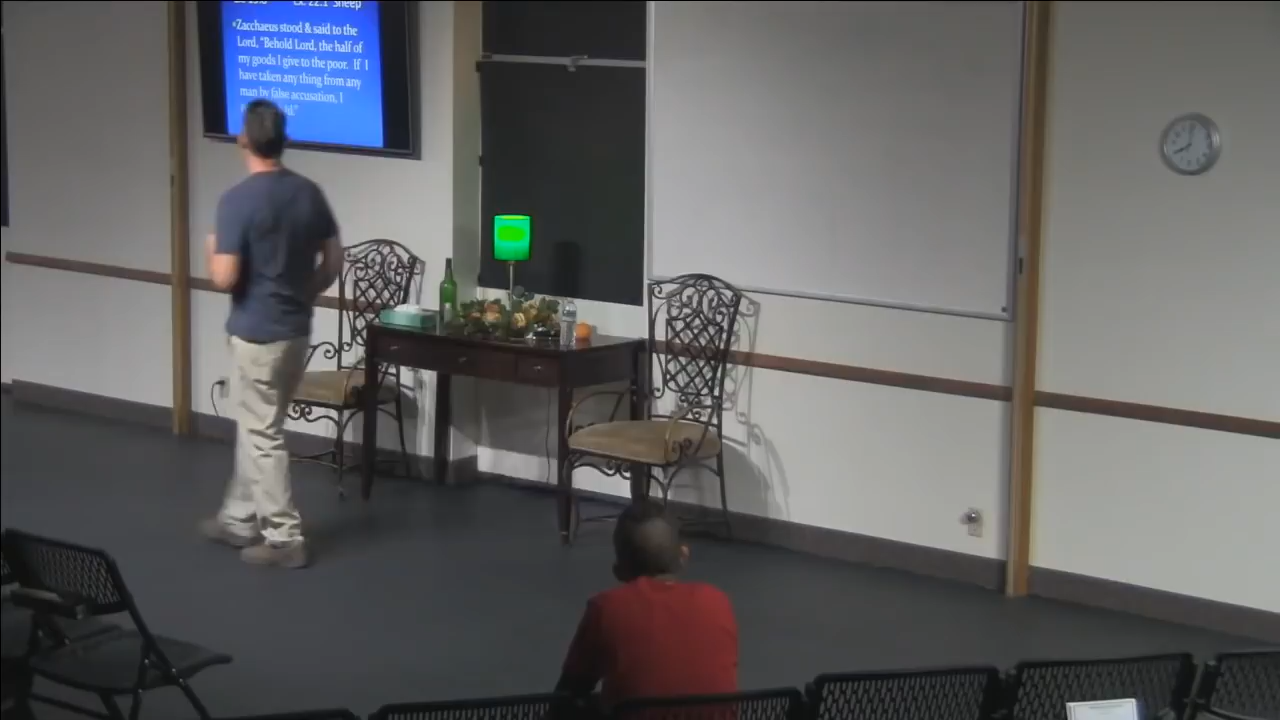 Ex. 22:1 Sheep
•Zacchaeus stood & said to the
Lord, “Behold Lord, the half of
my goods I give to the poor. If I
have taken any thing from any
man by false accusation, I